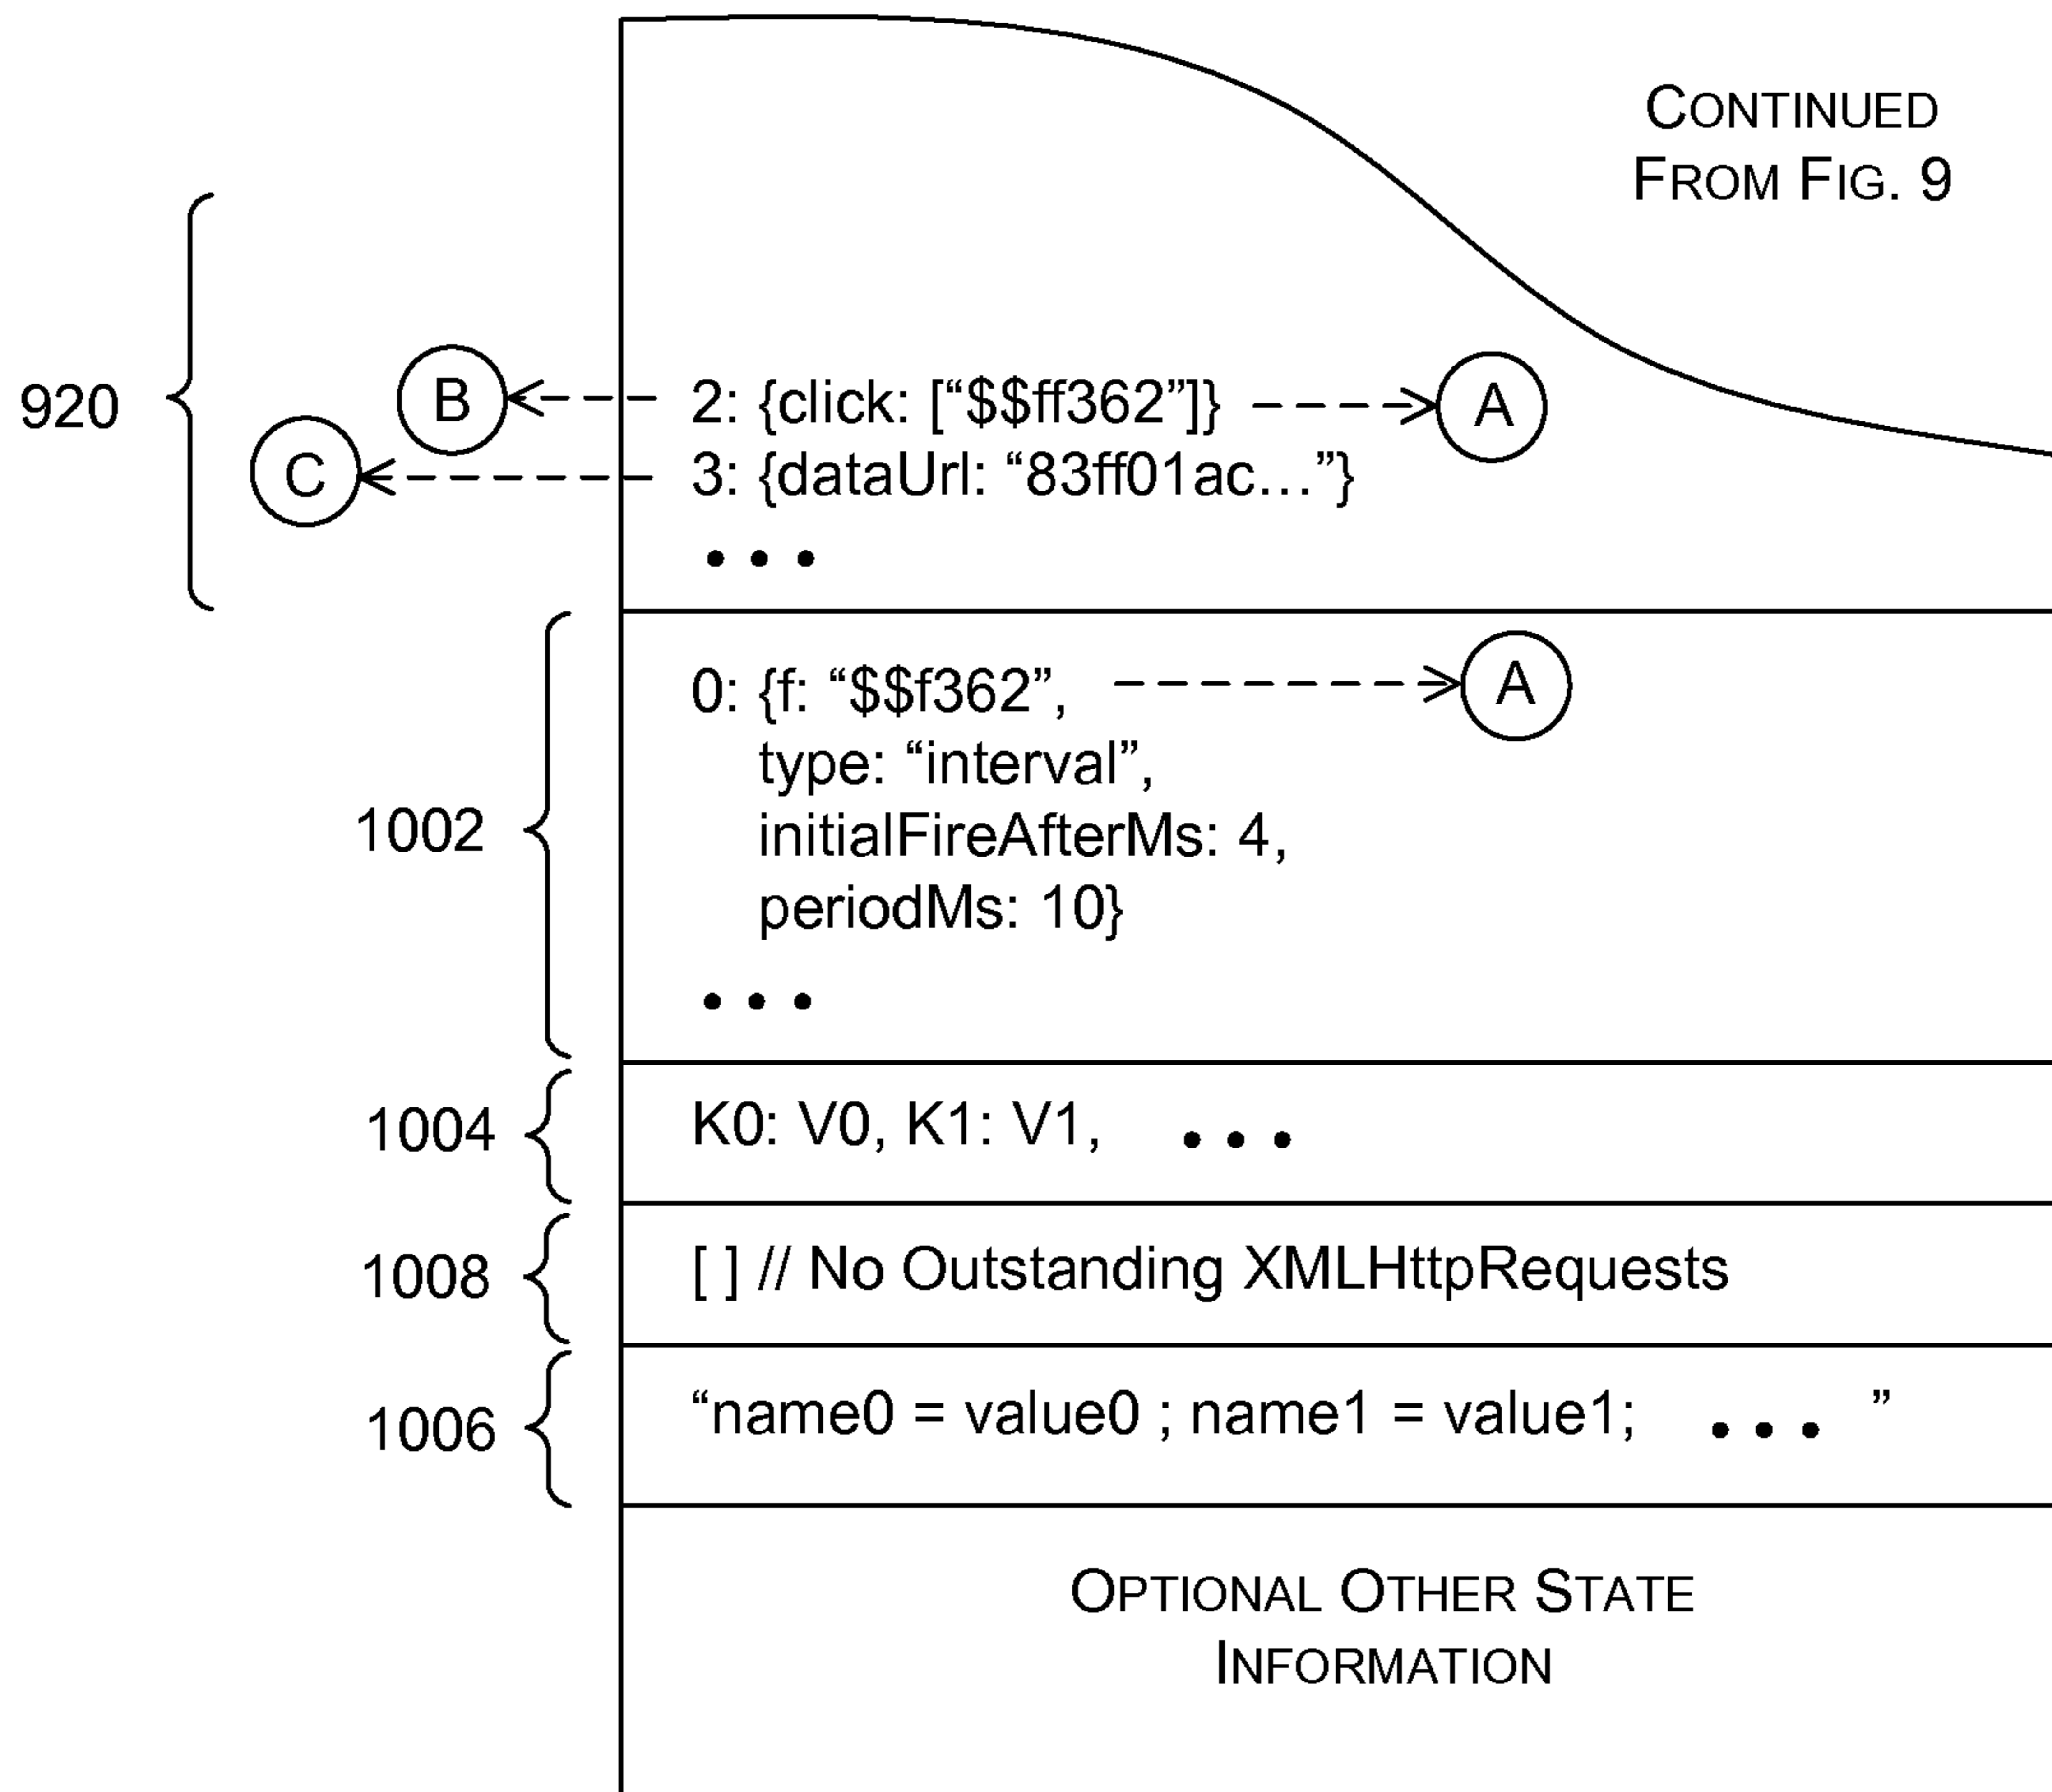 CONTINUED
FROM FIG. 9
920
B
2: {click: [“$$ff362”]}
A
C
3: {dataUrl: “83ff01ac...”}
• • •
1002
0: {f: “$$f362”,
A
type: “interval”,
initialFireAfterMs: 4,
periodMs: 10}
• • •
1004
K0: V0, K1: V1, • • •
1008
[ ] // No Outstanding XMLHttpRequests
1006
“name0 = value0 ; name1 = value1; • • • ”
OPTIONAL OTHER STATE
INFORMATION